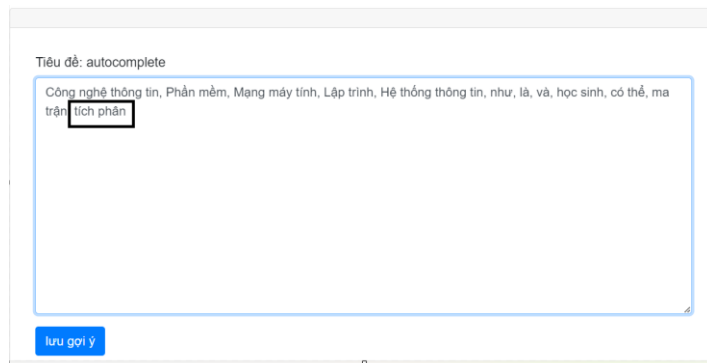 Tiêu đề: autocomplete
Công nghệ thông tin, Phần mềm, Mạng máy tính, Lập trình, Hệ thống thông tin, như, là, và, học sinh, có thể, ma
trận tích phân
lưu gợi ý